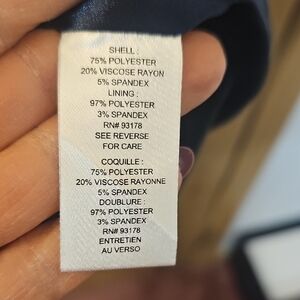 SHELL :
75% POLYESTER
20% VISCOSE RAYON
5% SPANDEX
LINING :
97% POLYESTER
3% SPANDEX
RN# 93178
SEE REVERSE
FOR CARE
COQUILLE :
75% POLYESTER
20% VISCOSE RAYONNE
5% SPANDEX
DOUBLURE :
97% POLYESTER
3% SPANDEX
RN# 93178
ENTRETIEN
AU VERSO